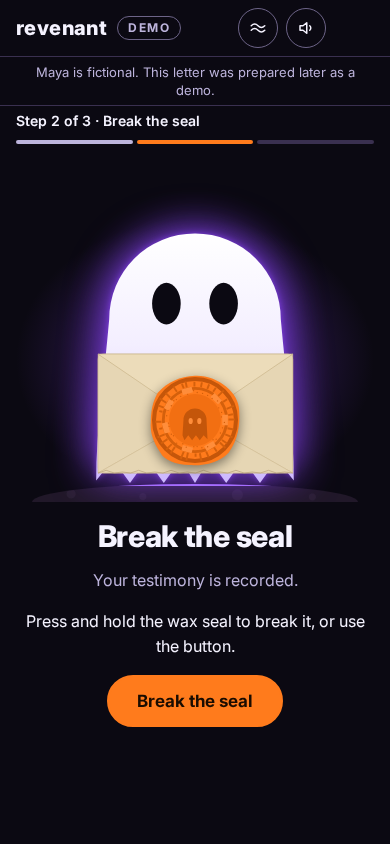 revenant
DEMO
Maya is fictional. This letter was prepared later as a
demo.
Step 2 of 3 · Break the seal
Break the seal
Your testimony is recorded.
Press and hold the wax seal to break it, or use
the button.
Break the seal